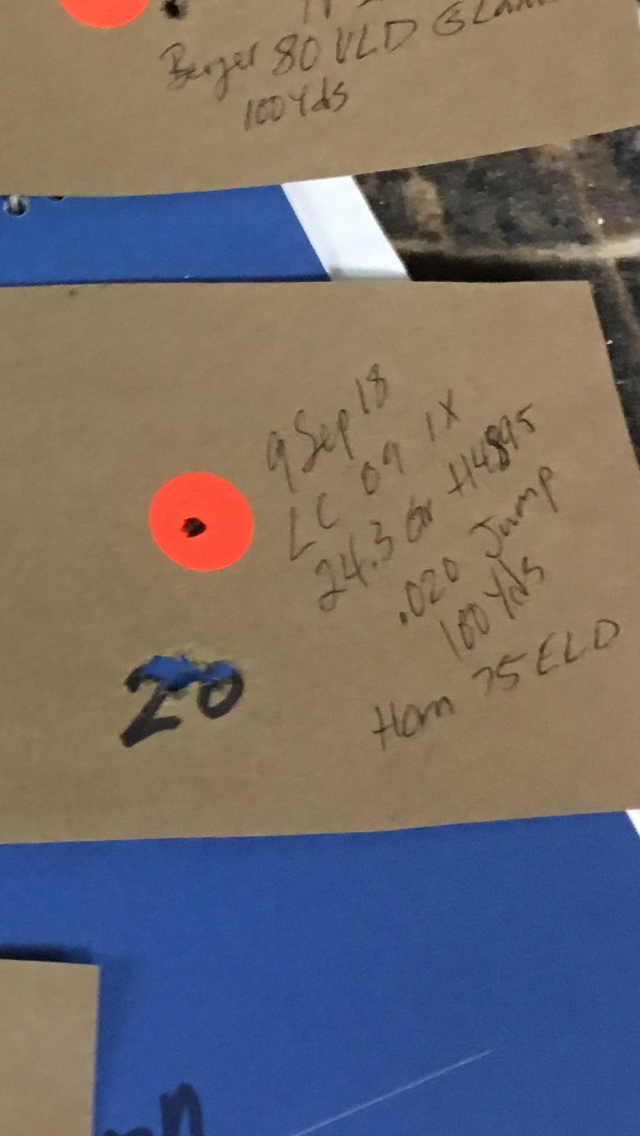 Berger 80 VLD
100 Yds
9 Sep 18
LC 09 1X
24.3 Gr H4895
.020 Jump
100 Yds
Horn 75 ELD
20